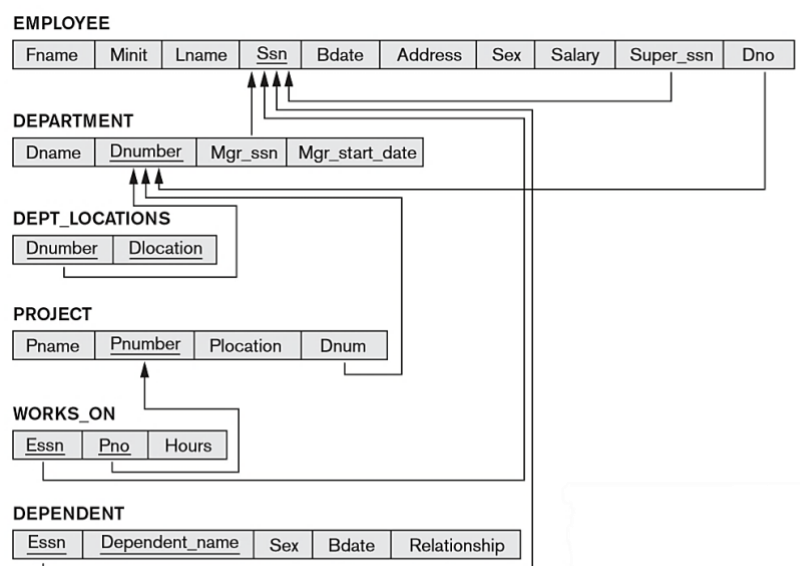 EMPLOYEE
Fname Minit Lname Ssn Bdate Address Sex Salary Super_ssn Dno
DEPARTMENT
Dname Dnumber Mgr_ssn Mgr_start_date
DEPT_LOCATIONS
Dnumber Dlocation
PROJECT
Pname Pnumber Plocation Dnum
WORKS_ON
Essn Pno Hours
DEPENDENT
Essn Dependent_name Sex Bdate Relationship